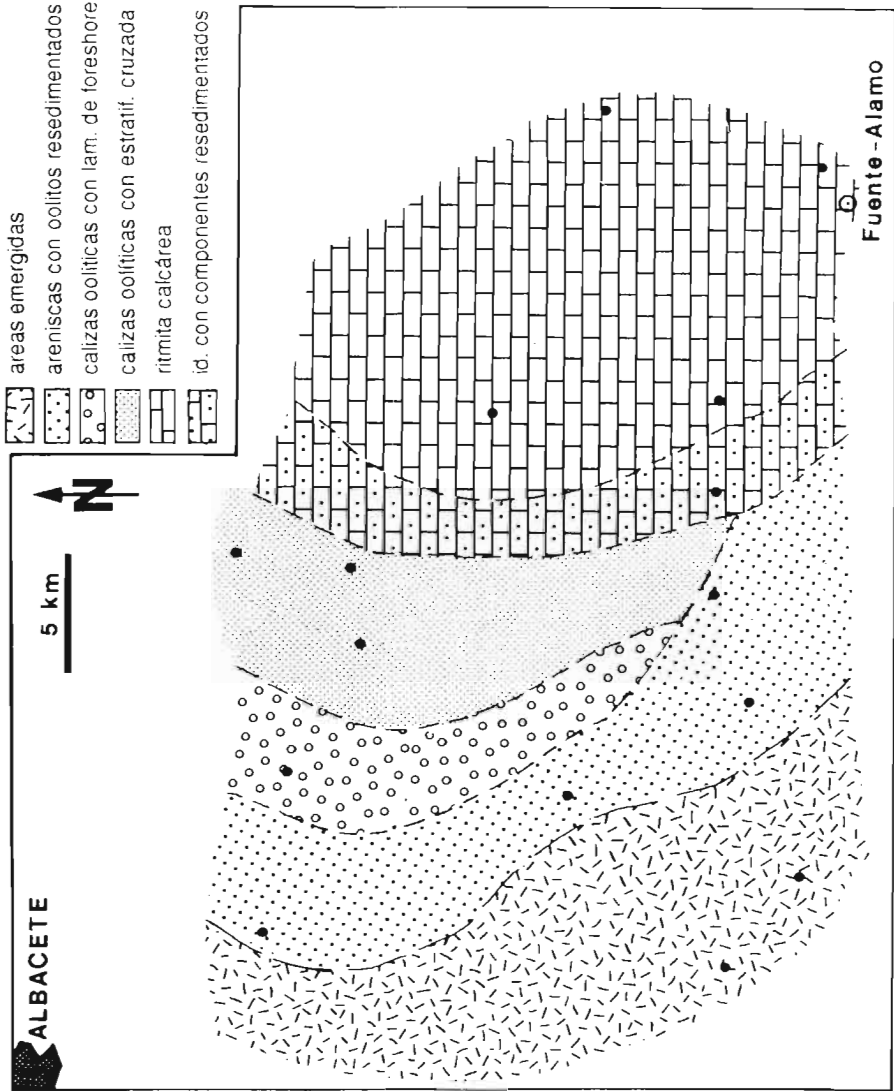 ALBACETE
5 km
N
areas emergidas
areniscas con oolitos resedimentados
calizas oolíticas con lam. de foreshore
calizas oolíticas con estratif. cruzada
ritmita calcárea
id. con componentes resedimentados
Fuente-Alamo